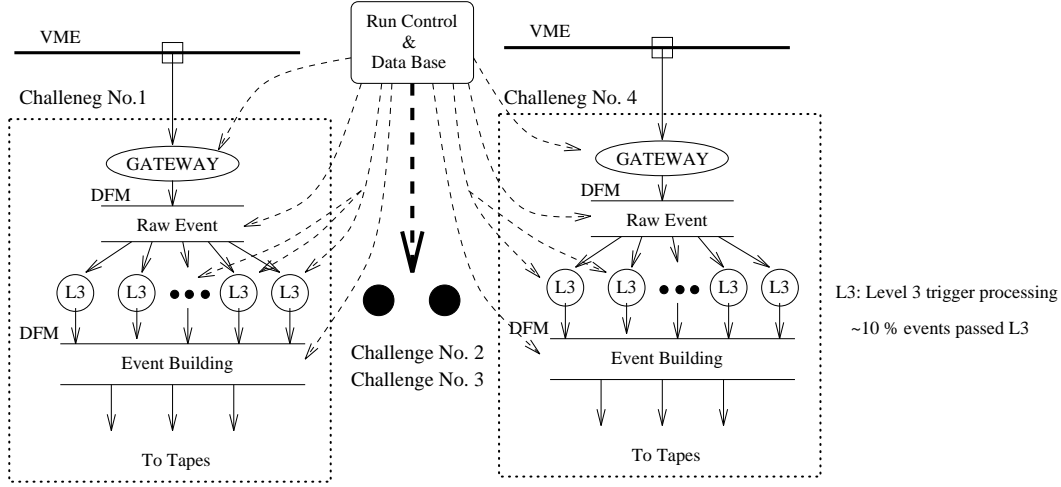 VME
Run Control
&
Data Base
VME
Challeneg No.1
Challeneg No. 4
GATEWAY
DFM
Raw Event
L3
L3
L3
L3
DFM
Event Building
To Tapes
Challenge No. 2
Challenge No. 3
GATEWAY
DFM
Raw Event
L3
L3
L3
L3
DFM
Event Building
To Tapes
L3: Level 3 trigger processing
~10 % events passed L3